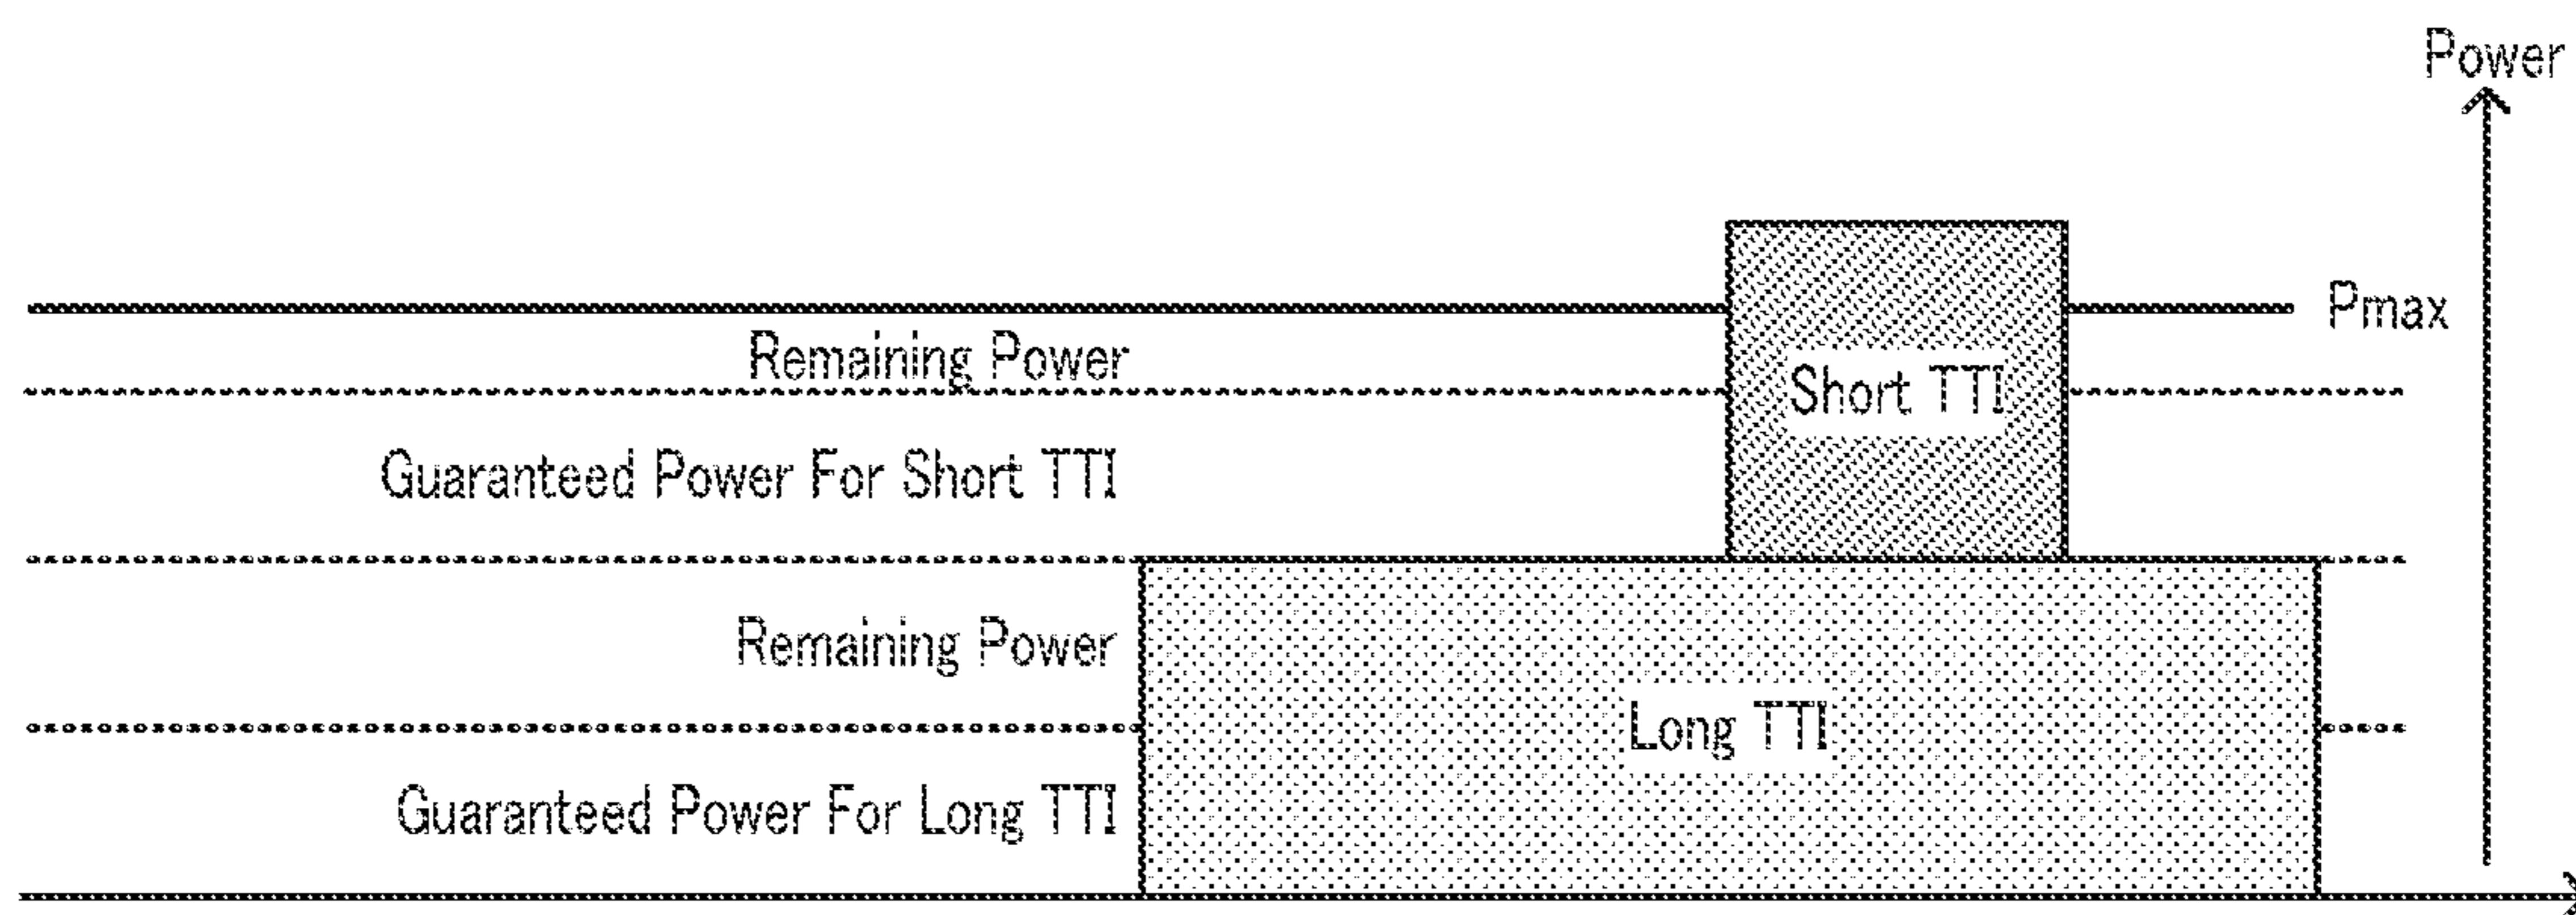 Power
Pmax
Remaining Power
Short TTI
Guaranteed Power For Short TTI
Remaining Power
Long TTI
Guaranteed Power For Long TTI